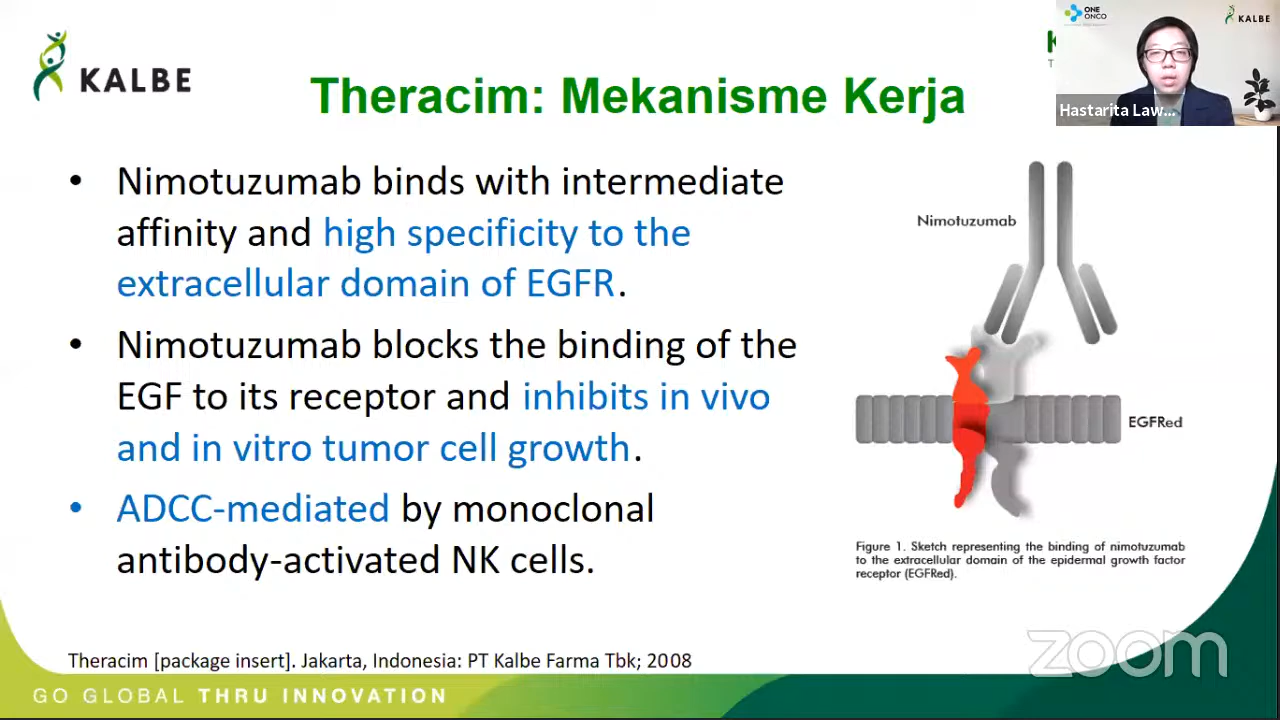 KALBE
Theracim: Mekanisme Kerja
ONE
ONCO
KALBE
Hastarita Law...
• Nimotuzumab binds with intermediate
affinity and high specificity to the
extracellular domain of EGFR.
• Nimotuzumab blocks the binding of the
EGF to its receptor and inhibits in vivo
and in vitro tumor cell growth.
• ADCC-mediated by monoclonal
antibody-activated NK cells.
Nimotuzumab
EGFRed
Figure 1. Sketch representing the binding of nimotuzumab
to the extracellular domain of the epidermal growth factor
receptor (EGFRed).
Theracim [package insert]. Jakarta, Indonesia: PT Kalbe Farma Tbk; 2008
zoom
GO GLOBAL THRU INNOVATION